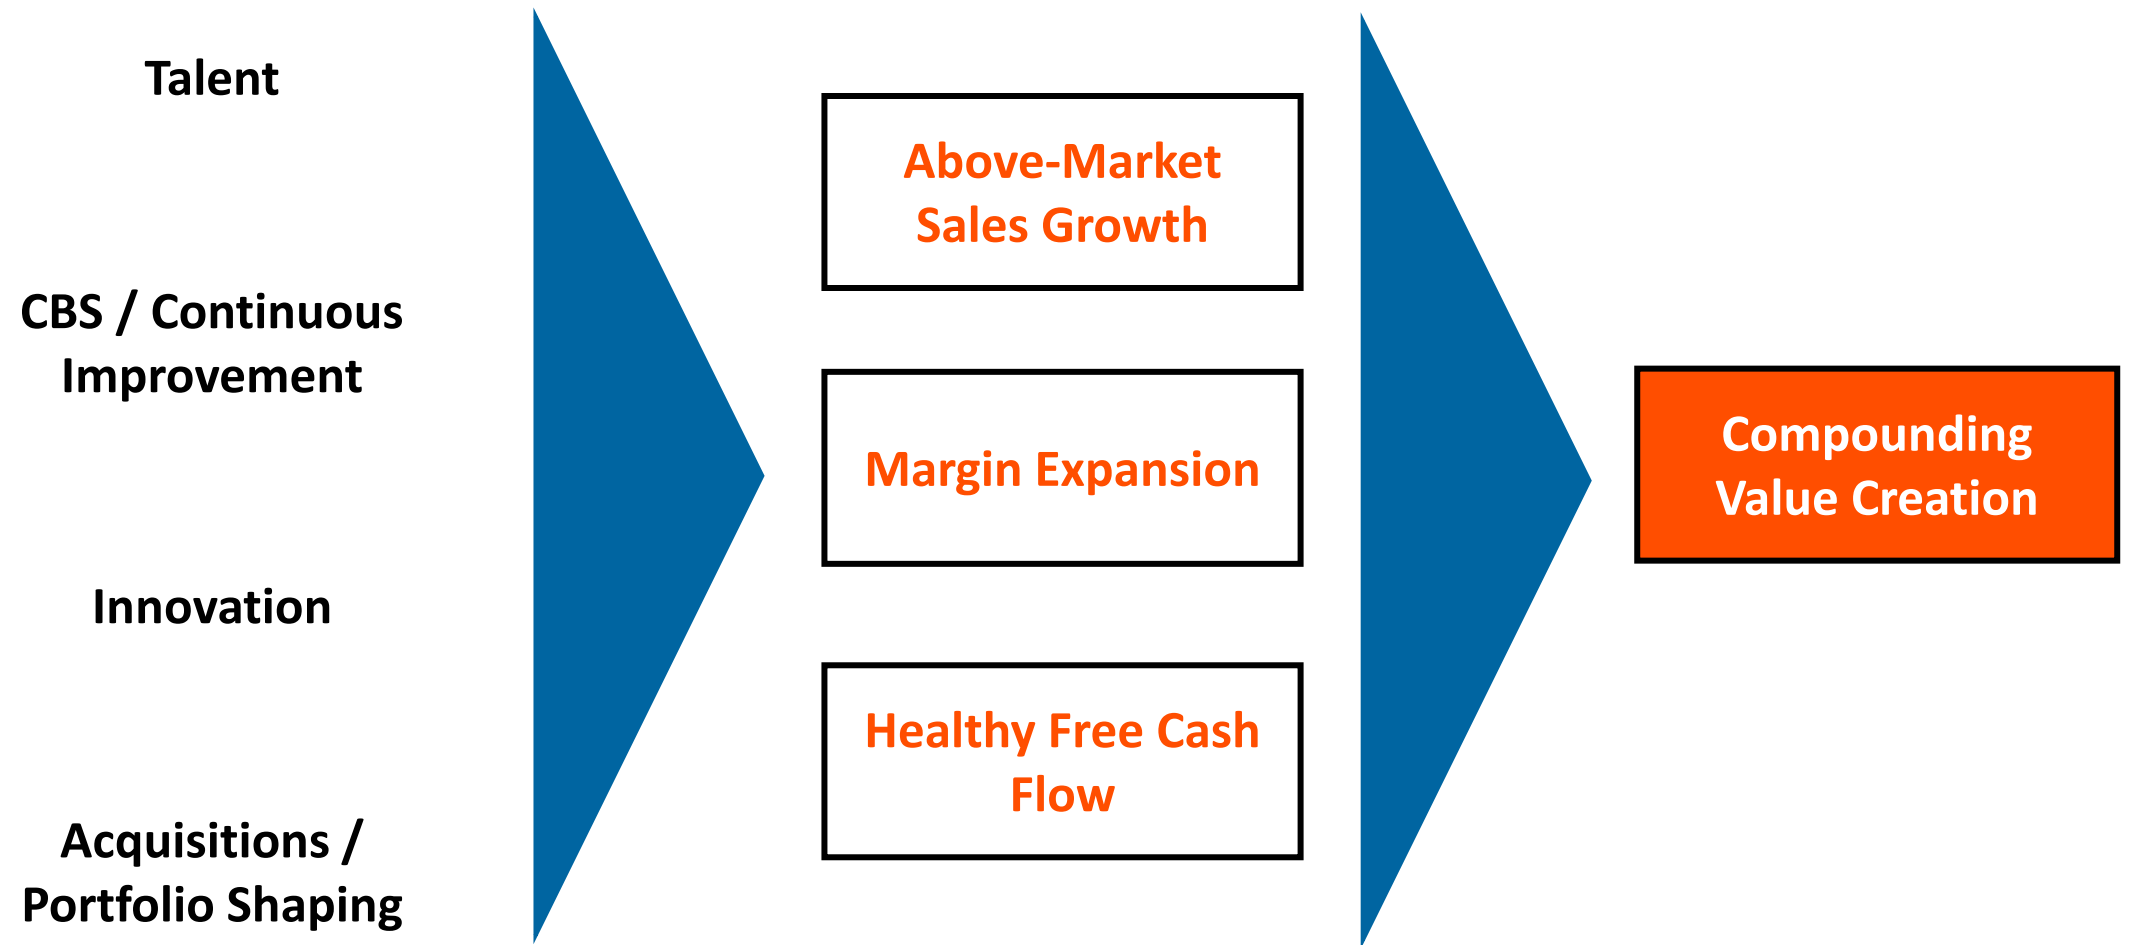 Talent
CBS / Continuous
Improvement
Innovation
Acquisitions /
Portfolio Shaping
Above-Market
Sales Growth
Margin Expansion
Healthy Free Cash
Flow
Compounding
Value Creation